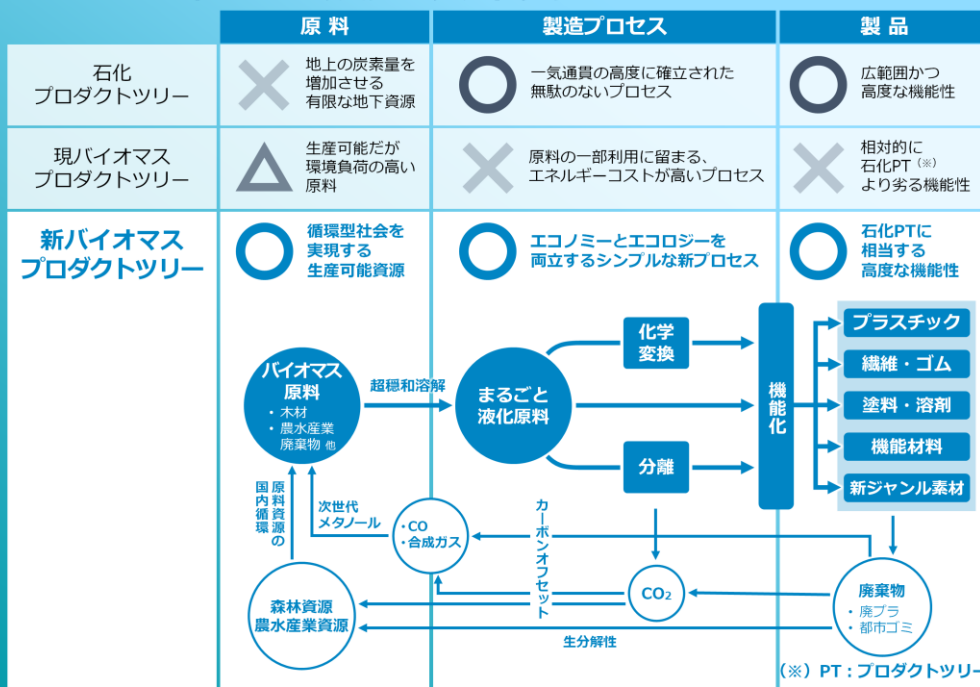 原 料
製造プロセス
製 品
石化
プロダクトツリー
地上の炭素量を
増加させる
有限な地下資源
一気通貫の高度に確立された
無駄のないプロセス
広範囲かつ
高度な機能性
現バイオマス
プロダクトツリー
生産可能だが
環境負荷の高い
原料
原料の一部利用に留まる、
エネルギーコストが高いプロセス
相対的に
石化PT（※）
より劣る機能性
新バイオマス
プロダクトツリー
循環型社会を
実現する
生産可能資源
エコノミーとエコロジーを
両立するシンプルな新プロセス
石化PTに
相当する
高度な機能性
バイオマス
原料
・木材
・農水産業
廃棄物 他
超穏和溶解
まるごと
液化原料
化学
変換
分離
機能化
プラスチック
繊維・ゴム
塗料・溶剤
機能材料
新ジャンル素材
原料資源の
国内循環
次世代
メタノール
・CO
・合成ガス
カーボンオフセット
CO₂
廃棄物
・廃プラ
・都市ゴミ
森林資源
農水産業資源
生分解性
（※）PT：プロダクトツリー